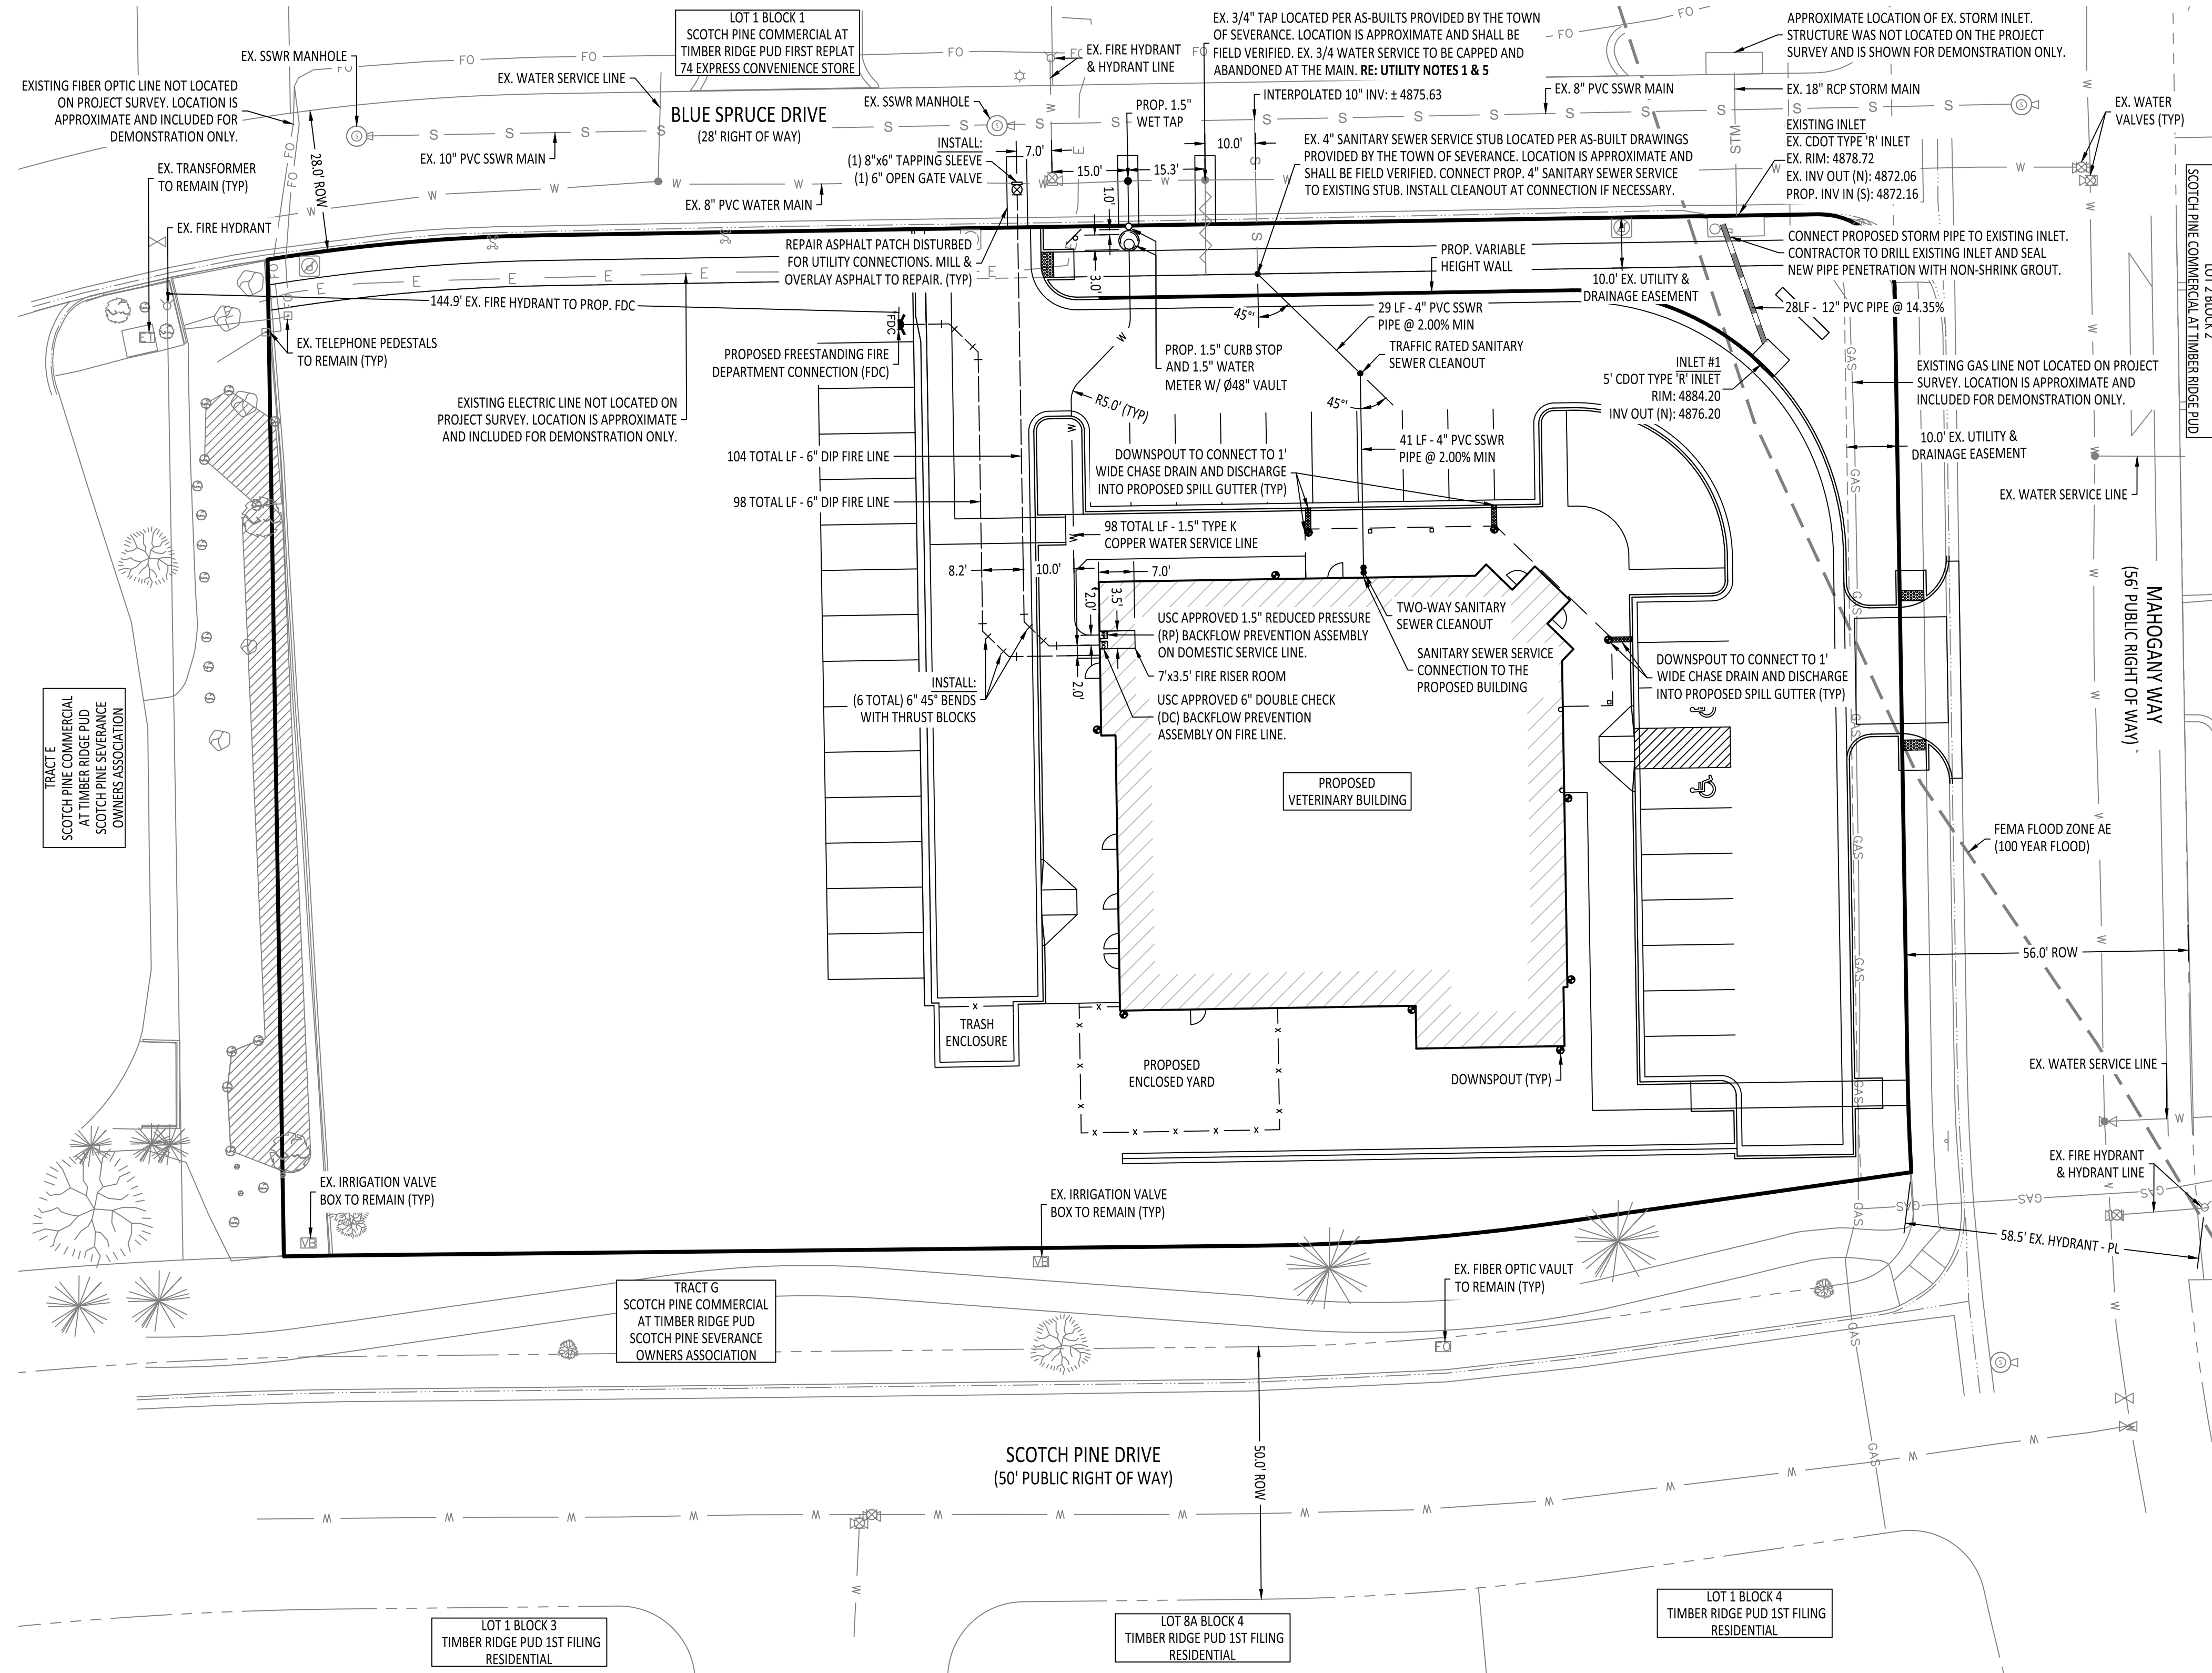 LOT 1 BLOCK 1
SCOTCH PINE COMMERCIAL AT
TIMBER RIDGE PUD FIRST REPLAT
74 EXPRESS CONVENIENCE STORE
EX. SSWR MANHOLE
EXISTING FIBER OPTIC LINE NOT LOCATED
ON PROJECT SURVEY. LOCATION IS
APPROXIMATE AND INCLUDED FOR
DEMONSTRATION ONLY.
EX. WATER SERVICE LINE
BLUE SPRUCE DRIVE
(28' RIGHT OF WAY)
EX. FIRE HYDRANT
& HYDRANT LINE
EX. 3/4" TAP LOCATED PER AS-BUILTS PROVIDED BY THE TOWN
OF SEVERANCE. LOCATION IS APPROXIMATE AND SHALL BE
FIELD VERIFIED. EX. 3/4 WATER SERVICE TO BE CAPPED AND
ABANDONED AT THE MAIN. RE: UTILITY NOTES 1 & 5
APPROXIMATE LOCATION OF EX. STORM INLET.
STRUCTURE WAS NOT LOCATED ON THE PROJECT
SURVEY AND IS SHOWN FOR DEMONSTRATION ONLY.
EX. SSWR MANHOLE
PROP. 1.5"
WET TAP
INTERPOLATED 10" INV: ± 4875.63
EX. 8" PVC SSWR MAIN
EX. 18" RCP STORM MAIN
EX. WATER
VALVES (TYP)
EX. 10" PVC SSWR MAIN
28.0' ROW
INSTALL:
(1) 8"x6" TAPPING SLEEVE
(1) 6" OPEN GATE VALVE
7.0'
15.0'
15.3'
10.0'
1.0'
3.0'
EX. 4" SANITARY SEWER SERVICE STUB LOCATED PER AS-BUILT DRAWINGS
PROVIDED BY THE TOWN OF SEVERANCE. LOCATION IS APPROXIMATE AND
SHALL BE FIELD VERIFIED. CONNECT PROP. 4" SANITARY SEWER SERVICE
TO EXISTING STUB. INSTALL CLEANOUT AT CONNECTION IF NECESSARY.
EXISTING INLET
EX. CDOT TYPE 'R' INLET
EX. RIM: 4878.72
EX. INV OUT (N): 4872.06
PROP. INV IN (S): 4872.16
STM
EX. TRANSFORMER
TO REMAIN (TYP)
EX. 8" PVC WATER MAIN
EX. FIRE HYDRANT
REPAIR ASPHALT PATCH DISTURBED
FOR UTILITY CONNECTIONS. MILL &
OVERLAY ASPHALT TO REPAIR. (TYP)
PROP. VARIABLE
HEIGHT WALL
10.0' EX. UTILITY &
DRAINAGE EASEMENT
CONNECT PROPOSED STORM PIPE TO EXISTING INLET.
CONTRACTOR TO DRILL EXISTING INLET AND SEAL
NEW PIPE PENETRATION WITH NON-SHRINK GROUT.
LOT 2 BLOCK 2
SCOTCH PINE COMMERCIAL AT TIMBER RIDGE PUD
144.9' EX. FIRE HYDRANT TO PROP. FDC
FDC
EX. TELEPHONE PEDESTALS
TO REMAIN (TYP)
PROPOSED FREESTANDING FIRE
DEPARTMENT CONNECTION (FDC)
PROP. 1.5" CURB STOP
AND 1.5" WATER
METER W/ Ø48" VAULT
45°
29 LF - 4" PVC SSWR
PIPE @ 2.00% MIN
TRAFFIC RATED SANITARY
SEWER CLEANOUT
28LF - 12" PVC PIPE @ 14.35%
INLET #1
5' CDOT TYPE 'R' INLET
RIM: 4884.20
INV OUT (N): 4876.20
EXISTING GAS LINE NOT LOCATED ON PROJECT
SURVEY. LOCATION IS APPROXIMATE AND
INCLUDED FOR DEMONSTRATION ONLY.
EXISTING ELECTRIC LINE NOT LOCATED ON
PROJECT SURVEY. LOCATION IS APPROXIMATE
AND INCLUDED FOR DEMONSTRATION ONLY.
R5.0' (TYP)
45°
41 LF - 4" PVC SSWR
PIPE @ 2.00% MIN
10.0' EX. UTILITY &
DRAINAGE EASEMENT
104 TOTAL LF - 6" DIP FIRE LINE
DOWNSPOUT TO CONNECT TO 1'
WIDE CHASE DRAIN AND DISCHARGE
INTO PROPOSED SPILL GUTTER (TYP)
98 TOTAL LF - 6" DIP FIRE LINE
EX. WATER SERVICE LINE
98 TOTAL LF - 1.5" TYPE K
COPPER WATER SERVICE LINE
8.2'
10.0'
7.0'
2.0'
3.5'
2.0'
USC APPROVED 1.5" REDUCED PRESSURE
(RP) BACKFLOW PREVENTION ASSEMBLY
ON DOMESTIC SERVICE LINE.
7'x3.5' FIRE RISER ROOM
USC APPROVED 6" DOUBLE CHECK
(DC) BACKFLOW PREVENTION
ASSEMBLY ON FIRE LINE.
TWO-WAY SANITARY
SEWER CLEANOUT
SANITARY SEWER SERVICE
CONNECTION TO THE
PROPOSED BUILDING
DOWNSPOUT TO CONNECT TO 1'
WIDE CHASE DRAIN AND DISCHARGE
INTO PROPOSED SPILL GUTTER (TYP)
MAHOGANY WAY
(56' PUBLIC RIGHT OF WAY)
INSTALL:
(6 TOTAL) 6" 45° BENDS
WITH THRUST BLOCKS
TRACT E
SCOTCH PINE COMMERCIAL
AT TIMBER RIDGE PUD
SCOTCH PINE SEVERANCE
OWNERS ASSOCIATION
PROPOSED
VETERINARY BUILDING
FEMA FLOOD ZONE AE
(100 YEAR FLOOD)
56.0' ROW
TRASH
ENCLOSURE
PROPOSED
ENCLOSED YARD
DOWNSPOUT (TYP)
EX. WATER SERVICE LINE
EX. FIRE HYDRANT
& HYDRANT LINE
EX. IRRIGATION VALVE
BOX TO REMAIN (TYP)
VB
EX. IRRIGATION VALVE
BOX TO REMAIN (TYP)
VB
58.5' EX. HYDRANT - PL
EX. FIBER OPTIC VAULT
TO REMAIN (TYP)
FO
TRACT G
SCOTCH PINE COMMERCIAL
AT TIMBER RIDGE PUD
SCOTCH PINE SEVERANCE
OWNERS ASSOCIATION
SCOTCH PINE DRIVE
(50' PUBLIC RIGHT OF WAY)
50.0' ROW
LOT 1 BLOCK 3
TIMBER RIDGE PUD 1ST FILING
RESIDENTIAL
LOT 8A BLOCK 4
TIMBER RIDGE PUD 1ST FILING
RESIDENTIAL
LOT 1 BLOCK 4
TIMBER RIDGE PUD 1ST FILING
RESIDENTIAL